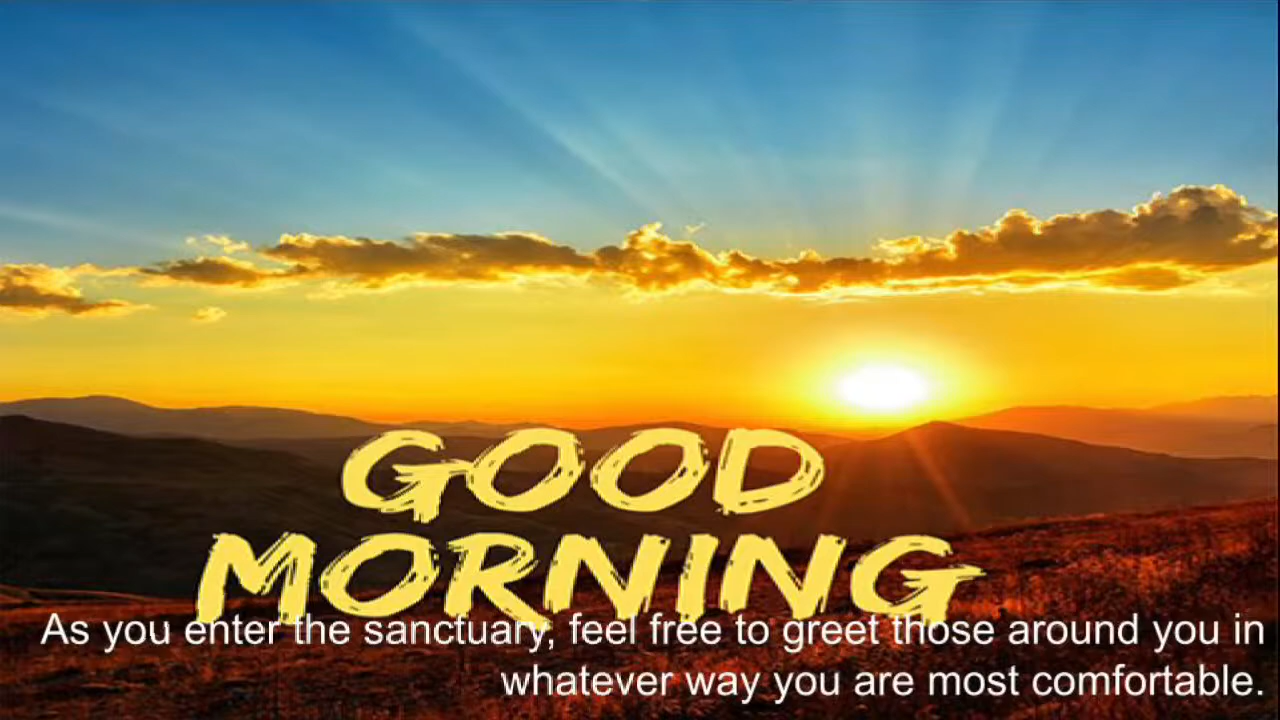 GOOD
MORNING
As you enter the sanctuary, feel free to greet those around you in
whatever way you are most comfortable.